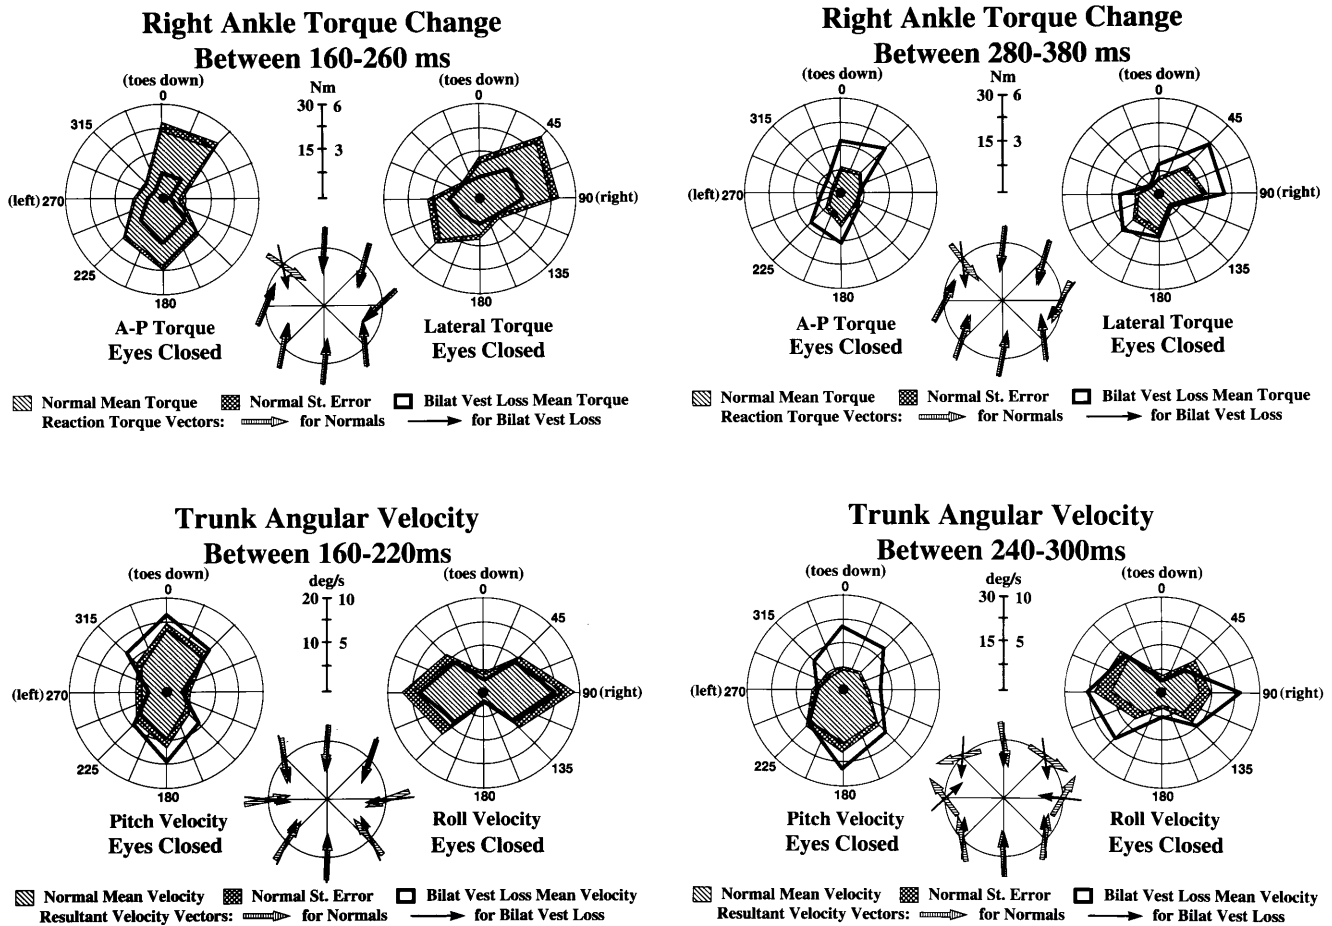 Right Ankle Torque Change
Between 160-260 ms
(toes down)
0
315
(left) 270
225
180
A-P Torque
Eyes Closed
Nm
30 6
15 3
(toes down)
0
45
90 (right)
135
180
Lateral Torque
Eyes Closed
Normal Mean Torque Normal St. Error Bilat Vest Loss Mean Torque
Reaction Torque Vectors: for Normals for Bilat Vest Loss
Right Ankle Torque Change
Between 280-380 ms
(toes down)
0
315
(left) 270
225
180
A-P Torque
Eyes Closed
Nm
30 6
15 3
(toes down)
0
45
90 (right)
135
180
Lateral Torque
Eyes Closed
Normal Mean Torque Normal St. Error Bilat Vest Loss Mean Torque
Reaction Torque Vectors: for Normals for Bilat Vest Loss
Trunk Angular Velocity
Between 160-220ms
(toes down)
0
315
(left) 270
225
180
Pitch Velocity
Eyes Closed
deg/s
20 10
10 5
(toes down)
0
45
90 (right)
135
180
Roll Velocity
Eyes Closed
Normal Mean Velocity Normal St. Error Bilat Vest Loss Mean Velocity
Resultant Velocity Vectors: for Normals for Bilat Vest Loss
Trunk Angular Velocity
Between 240-300ms
(toes down)
0
315
(left) 270
225
180
Pitch Velocity
Eyes Closed
deg/s
30 10
15 5
(toes down)
0
45
90 (right)
135
180
Roll Velocity
Eyes Closed
Normal Mean Velocity Normal St. Error Bilat Vest Loss Mean Velocity
Resultant Velocity Vectors: for Normals for Bilat Vest Loss